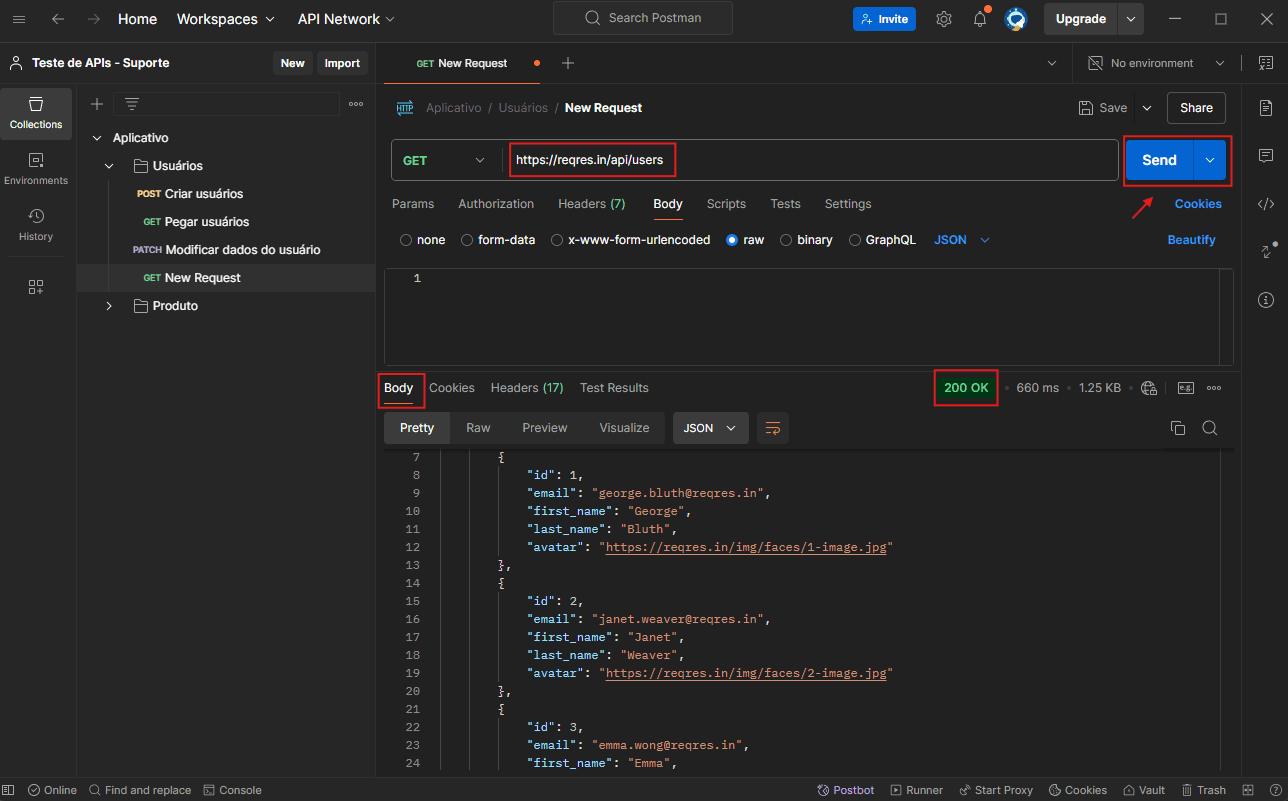 Home Workspaces API Network Search Postman Invite Upgrade
Teste de APIs - Suporte New Import GET New Request No environment
Collections
Environments
History
Aplicativo
Usuários
POST Criar usuários
GET Pegar usuários
PATCH Modificar dados do usuário
GET New Request
Produto
HTTP Aplicativo / Usuários / New Request Save Share
GET https://reqres.in/api/users Send
Params Authorization Headers (7) Body Scripts Tests Settings Cookies
none form-data x-www-form-urlencoded raw binary GraphQL JSON Beautify
1
Body Cookies Headers (17) Test Results 200 OK 660 ms 1.25 KB e.g.
Pretty Raw Preview Visualize JSON
7 {
8 "id": 1,
9 "email": "george.bluth@reqres.in",
10 "first_name": "George",
11 "last_name": "Bluth",
12 "avatar": "https://reqres.in/img/faces/1-image.jpg"
13 },
14 {
15 "id": 2,
16 "email": "janet.weaver@reqres.in",
17 "first_name": "Janet",
18 "last_name": "Weaver",
19 "avatar": "https://reqres.in/img/faces/2-image.jpg"
20 },
21 {
22 "id": 3,
23 "email": "emma.wong@reqres.in",
24 "first_name": "Emma",
Online Find and replace Console Postbot Runner Start Proxy Cookies Vault Trash